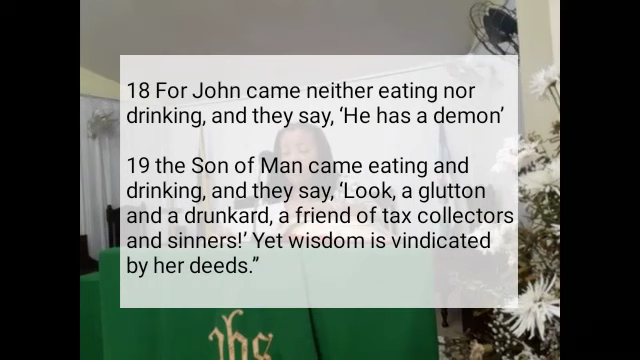 18 For John came neither eating nor
drinking, and they say, ‘He has a demon’
19 the Son of Man came eating and
drinking, and they say, ‘Look, a glutton
and a drunkard, a friend of tax collectors
and sinners!’ Yet wisdom is vindicated
by her deeds.”
ihs